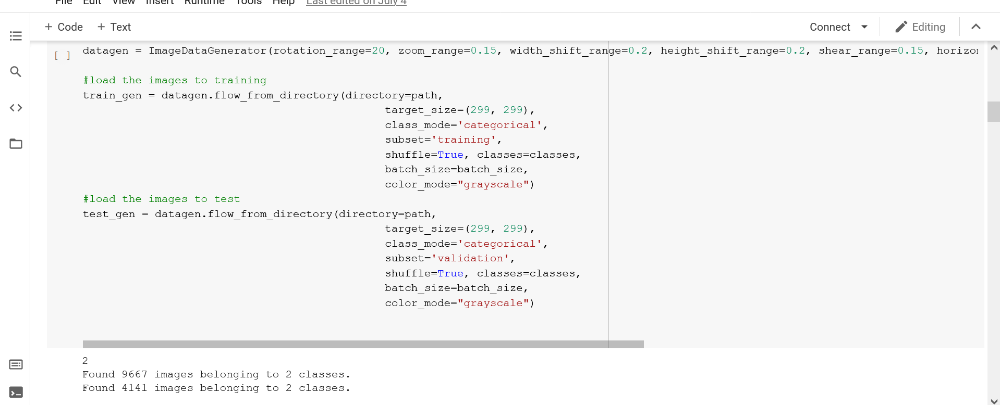 File Edit View Insert Runtime Tools Help Last edited on July 4
+ Code + Text Connect Editing
[ ] datagen = ImageDataGenerator(rotation_range=20, zoom_range=0.15, width_shift_range=0.2, height_shift_range=0.2, shear_range=0.15, horizon
#load the images to training
train_gen = datagen.flow_from_directory(directory=path,
target_size=(299, 299),
class_mode='categorical',
subset='training',
shuffle=True, classes=classes,
batch_size=batch_size,
color_mode="grayscale")
#load the images to test
test_gen = datagen.flow_from_directory(directory=path,
target_size=(299, 299),
class_mode='categorical',
subset='validation',
shuffle=True, classes=classes,
batch_size=batch_size,
color_mode="grayscale")
2
Found 9667 images belonging to 2 classes.
Found 4141 images belonging to 2 classes.